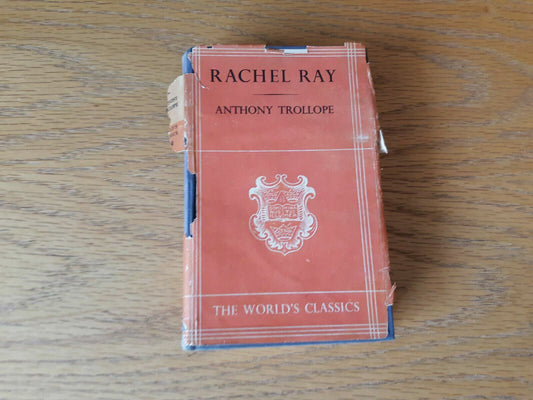 RACHEL RAY
ANTHONY TROLLOPE
THE WORLD'S CLASSICS